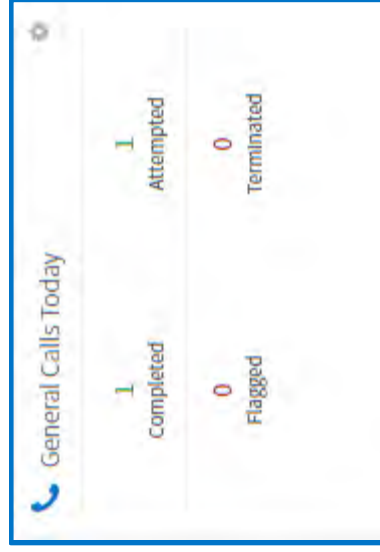 General Calls Today
1 1
Completed Attempted
0 0
Flagged Terminated